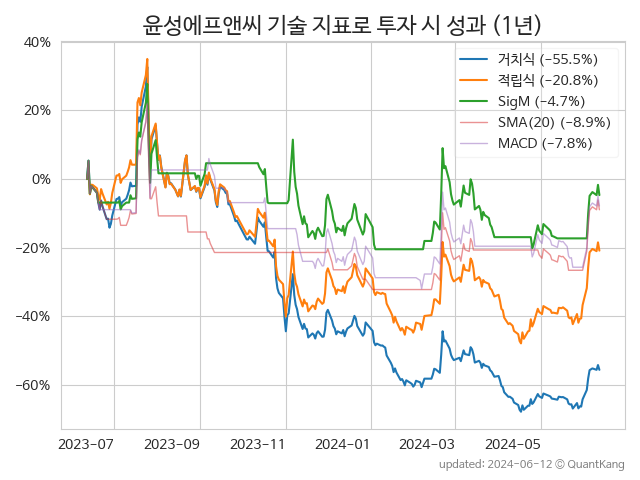 윤성에프앤씨 기술 지표로 투자 시 성과 (1년)
40%
20%
0%
−20%
−40%
−60%
거치식 (−55.5%)
적립식 (−20.8%)
SigM (−4.7%)
SMA(20) (−8.9%)
MACD (−7.8%)
2023-07
2023-09
2023-11
2024-01
2024-03
2024-05
updated: 2024-06-12 © QuantKang